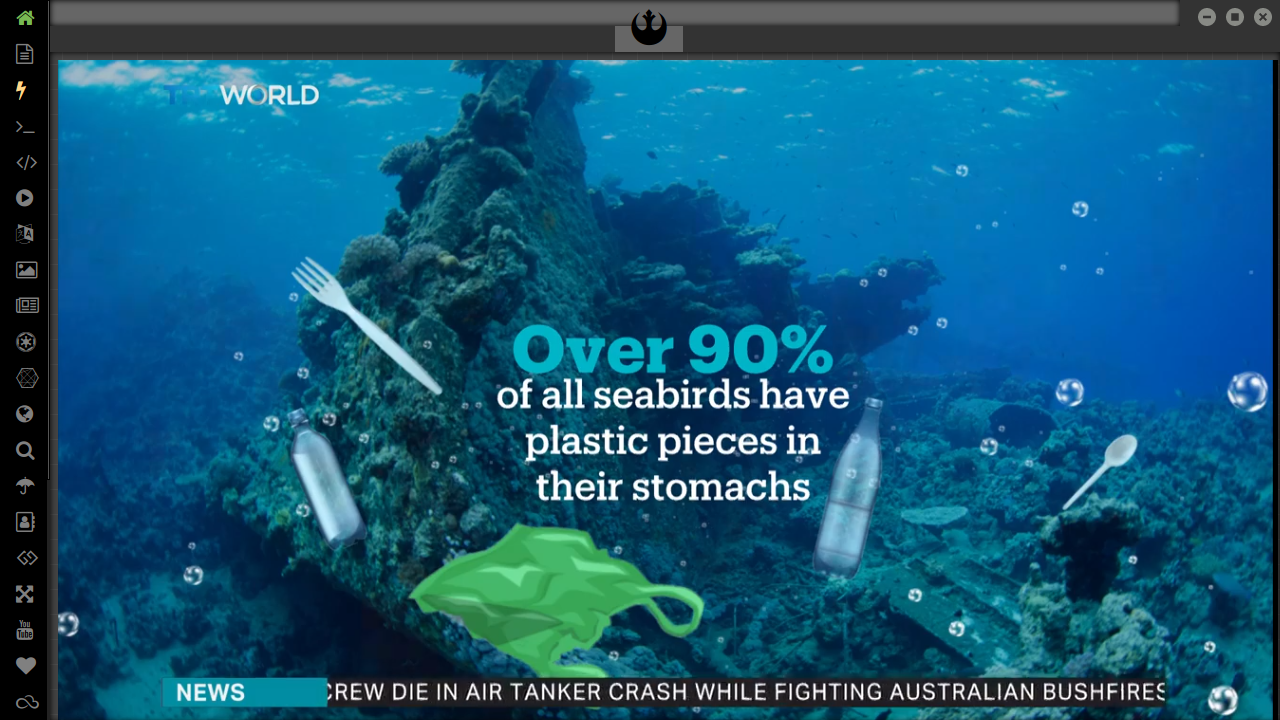 WORLD
Over 90%
of all seabirds have
plastic pieces in
their stomachs
NEWS
CREW DIE IN AIR TANKER CRASH WHILE FIGHTING AUSTRALIAN BUSHFIRES
You
Tube